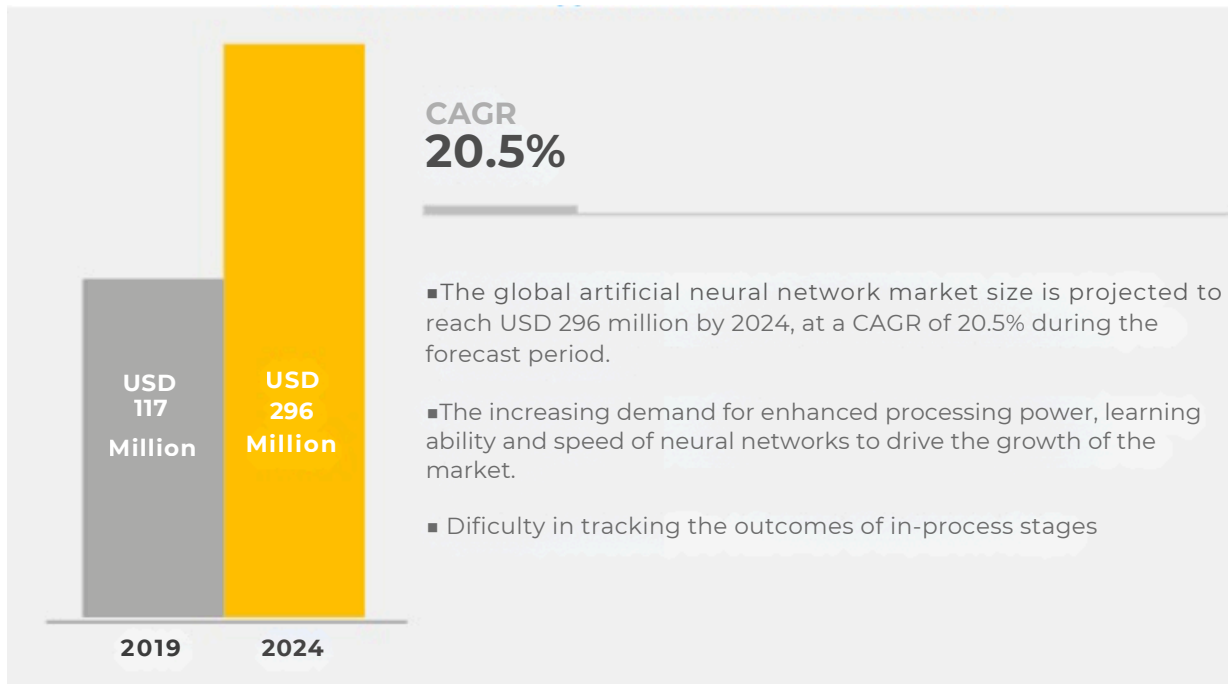 CAGR
20.5%
▪The global artificial neural network market size is projected to
reach USD 296 million by 2024, at a CAGR of 20.5% during the
forecast period.
▪The increasing demand for enhanced processing power, learning
ability and speed of neural networks to drive the growth of the
market.
▪ Dificulty in tracking the outcomes of in-process stages
USD
117
Million
USD
296
Million
2019
2024